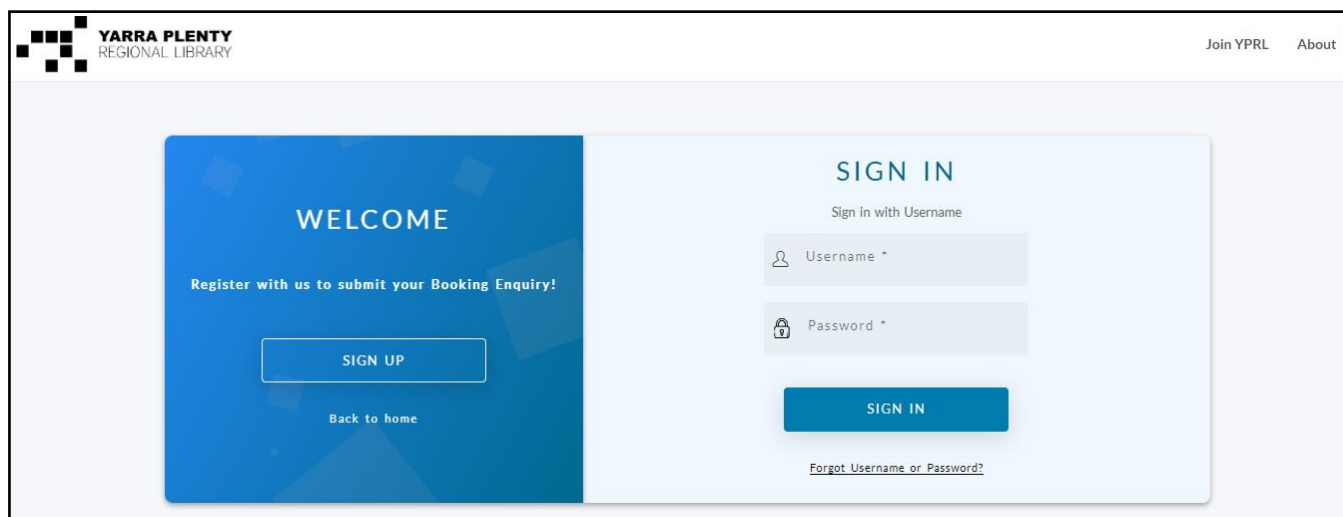 YARRA PLENTY
REGIONAL LIBRARY
Join YPRL About
WELCOME
Register with us to submit your Booking Enquiry!
SIGN UP
Back to home
SIGN IN
Sign in with Username
Username *
Password *
SIGN IN
Forgot Username or Password?